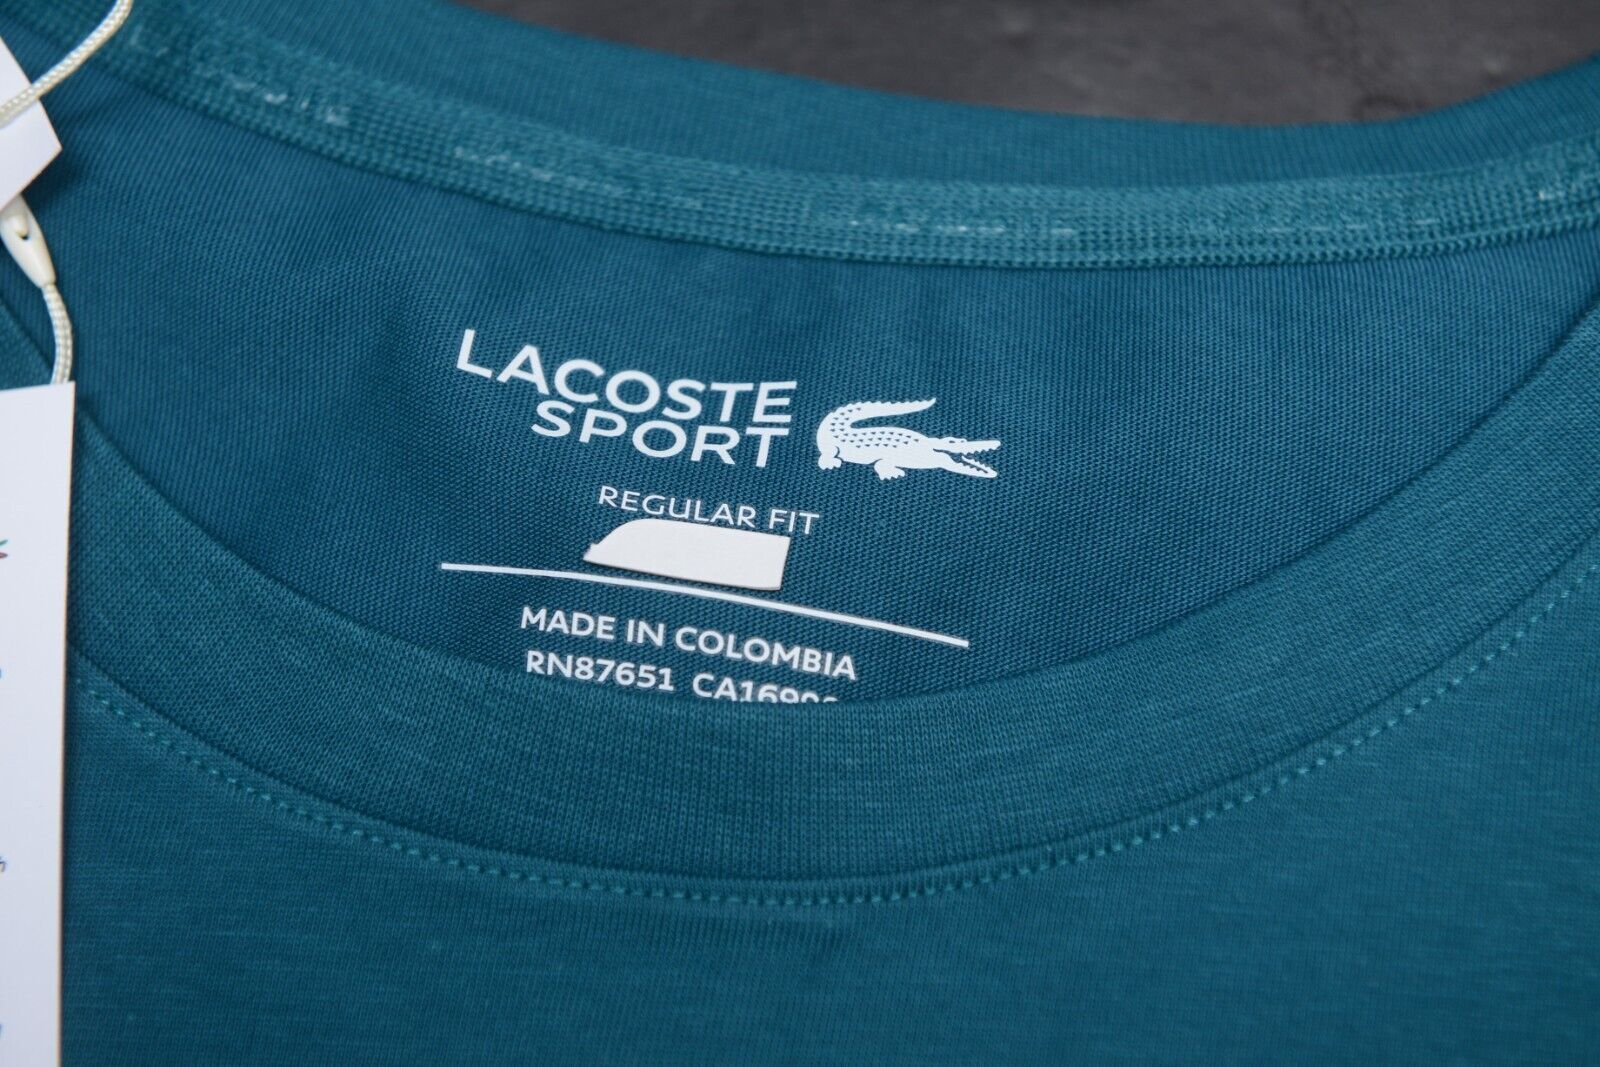 LACOSTE
SPORT
REGULAR FIT
MADE IN COLOMBIA
RN87651